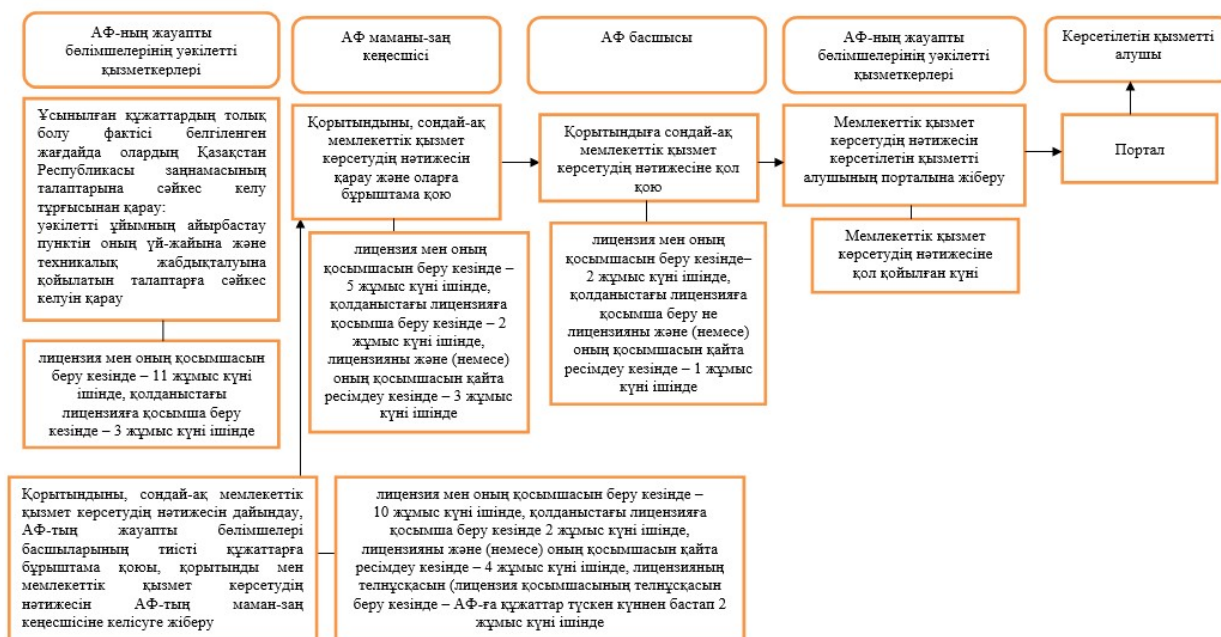 АФ-ның жауапты
бөлімшелерінің уәкілетті
қызметкерлері
АФ маманы-заң
кеңесшісі
АФ басшысы
АФ-ның жауапты
бөлімшелерінің уәкілетті
қызметкерлері
Көрсетілетін қызметті
алушы
Ұсынылған құжаттардың толық
болу фактісі белгіленген
жағдайда олардың Қазақстан
Республикасы заңнамасының
талаптарына сәйкес келу
тұрғысынан қарау:
уәкілетті ұйымның айырбастау
пунктін оның үй-жайына және
техникалық жабдықталуына
қойылатын талаптарға сәйкес
келуін қарау
Қорытындыны, сондай-ақ
мемлекеттік қызмет
көрсетудің нәтижесін
қарау және оларға
бұрыштама қою
Қорытындыға сондай-ақ
мемлекеттік қызмет
көрсетудің нәтижесіне қол
қою
Мемлекеттік қызмет
көрсетудің нәтижесін
көрсетілетін қызметті
алушының порталына жіберу
Портал
лицензия мен оның қосымшасын
беру кезінде – 11 жұмыс күні
ішінде, қолданыстағы
лицензияға қосымша беру
кезінде – 3 жұмыс күні ішінде
лицензия мен оның
қосымшасын беру кезінде –
5 жұмыс күні ішінде,
қолданыстағы лицензияға
қосымша беру кезінде – 2
жұмыс күні ішінде,
лицензияны және (немесе)
оның қосымшасын қайта
ресімдеу кезінде – 3 жұмыс
күні ішінде
лицензия мен оның
қосымшасын беру кезінде–
2 жұмыс күні ішінде,
қолданыстағы лицензияға
қосымша беру не
лицензияны және (немесе)
оның қосымшасын қайта
ресімдеу кезінде – 1 жұмыс
күні ішінде
Мемлекеттік қызмет
көрсетудің нәтижесіне
қол қойылған күні
Қорытындыны, сондай-ақ мемлекеттік
қызмет көрсетудің нәтижесін дайындау,
АФ-тың жауапты бөлімшелері
басшыларының тиісті құжаттарға
бұрыштама қоюы, қорытынды мен
мемлекеттік қызмет көрсетудің
нәтижесін АФ-тың маман-заң
кеңесшісіне келісуге жіберу
лицензия мен оның қосымшасын беру кезінде –
10 жұмыс күні ішінде, қолданыстағы лицензияға
қосымша беру кезінде 2 жұмыс күні ішінде,
лицензияны және (немесе) оның қосымшасын қайта
ресімдеу кезінде – 4 жұмыс күні ішінде, лицензияның
телнұсқасын (лицензия қосымшасының телнұсқасын
беру кезінде – АФ-ға құжаттар түскен күннен бастап 2
жұмыс күні ішінде